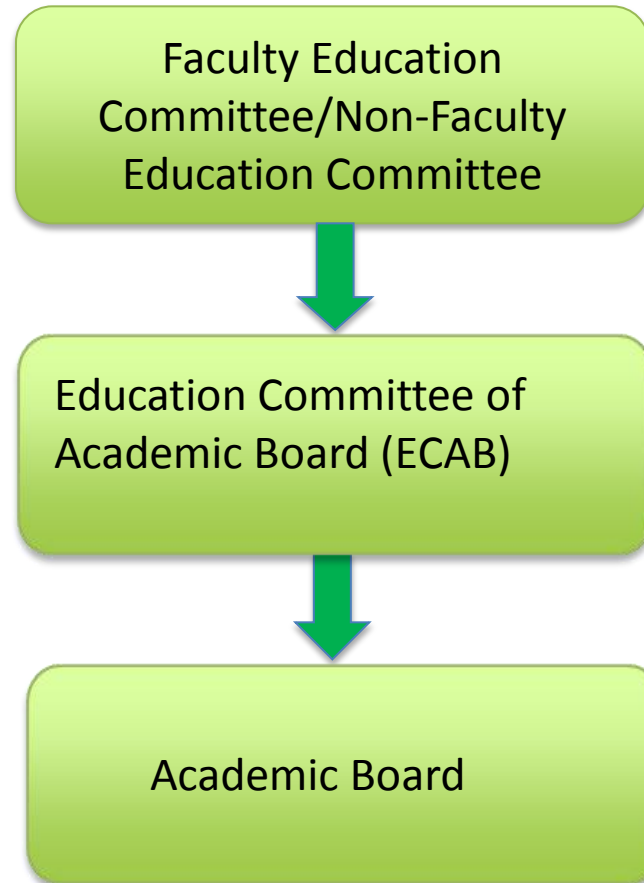 Faculty Education
Committee/Non-Faculty
Education Committee
Education Committee of
Academic Board (ECAB)
Academic Board